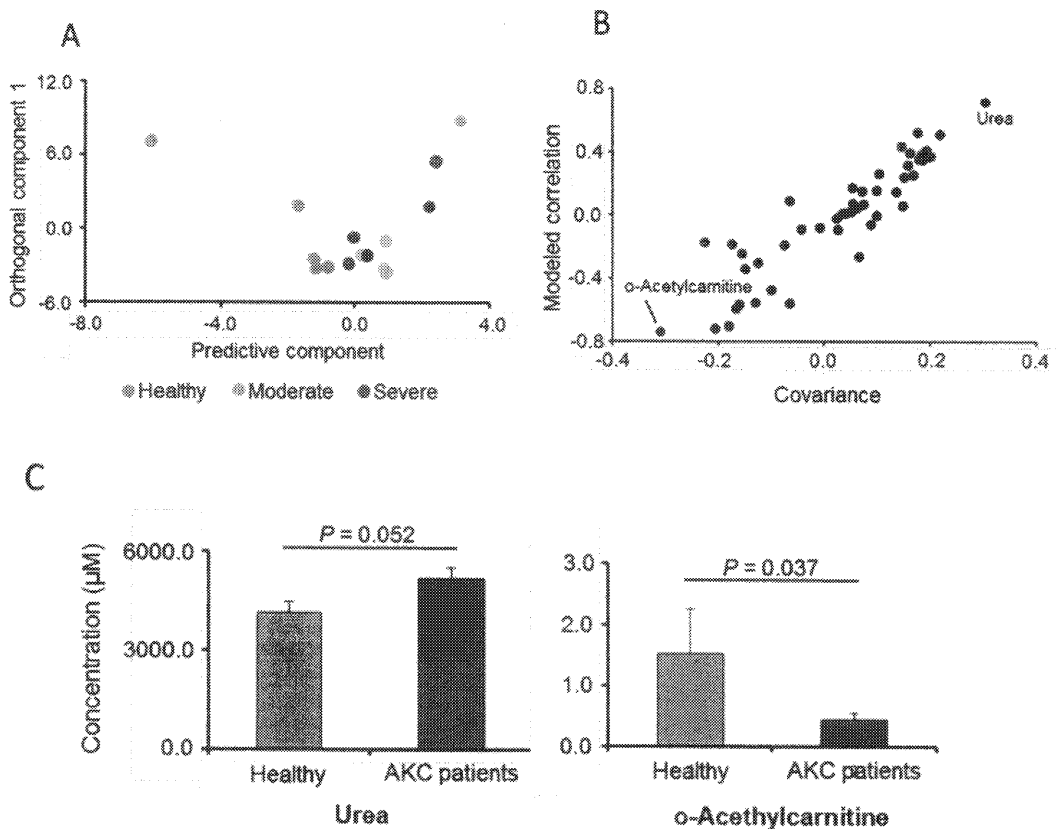 A
Orthogonal component 1
12.0
6.0
0.0
-6.0
-8.0 -4.0 0.0 4.0
Predictive component
Healthy Moderate Severe
B
Modeled correlation
0.8
0.4
0.0
-0.4
-0.8
-0.4 -0.2 0.0 0.2 0.4
Covariance
Urea
o-Acetylcarnitine
C
Concentration (µM)
6000.0
3000.0
0.0
P = 0.052
Healthy AKC patients
Urea
3.0
2.0
1.0
0.0
P = 0.037
Healthy AKC patients
o-Acethylcarnitine